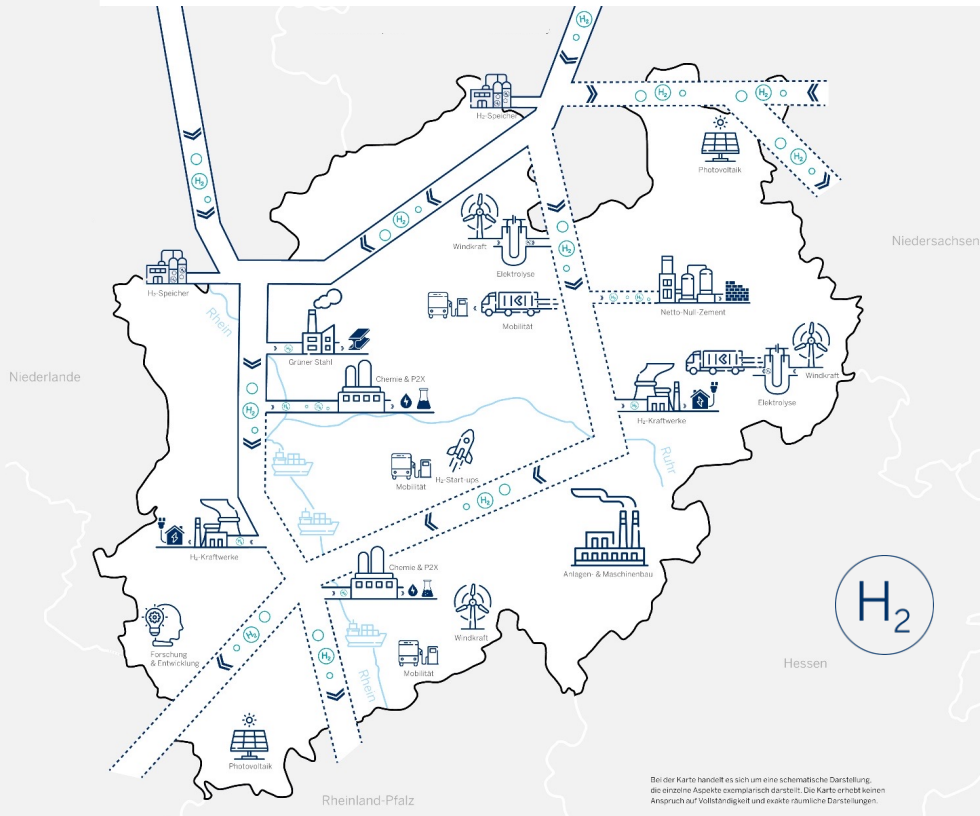 H₂
H₂
H₂
H₂-Speicher
H₂
Photovoltaik
H₂
H₂
Windkraft
Elektrolyse
H₂
Niedersachsen
H₂-Speicher
Rhein
Mobilität
Netto-Null-Zement
Grüner Stahl
Niederlande
Chemie & P2X
Windkraft
Elektrolyse
H₂-Kraftwerke
H₂
Ruhr
Mobilität
H₂-Start-ups
H₂
H₂-Kraftwerke
Chemie & P2X
Anlagen- & Maschinenbau
H₂
H₂
Forschung
& Entwicklung
H₂
Windkraft
Mobilität
Rhein
Hessen
Photovoltaik
Bei der Karte handelt es sich um eine schematische Darstellung,
die einzelne Aspekte exemplarisch darstellt. Die Karte erhebt keinen
Anspruch auf Vollständigkeit und exakte räumliche Darstellungen.
Rheinland-Pfalz